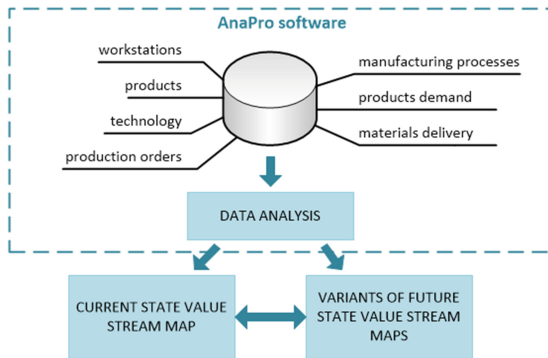 AnaPro software
workstations
products
technology
production orders
manufacturing processes
products demand
materials delivery
DATA ANALYSIS
CURRENT STATE VALUE
STREAM MAP
VARIANTS OF FUTURE
STATE VALUE STREAM
MAPS